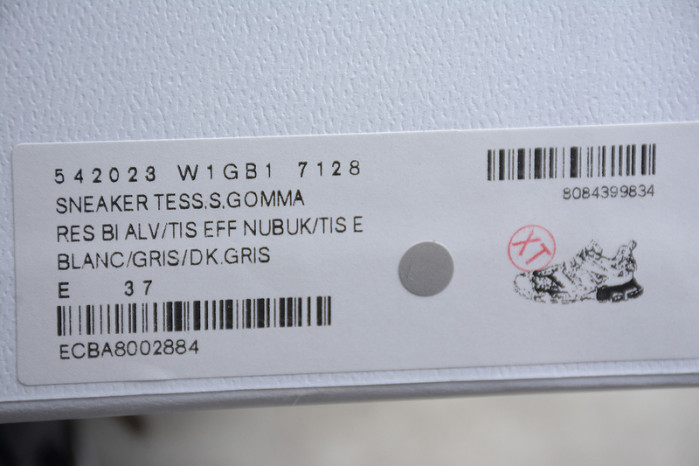 542023 W1GB1 7128
SNEAKER TESS.S.GOMMA
RES BI ALV/TIS EFF NUBUK/TIS E
BLANC/GRIS/DK.GRIS
E 37
ECBA8002884
8084399834
XT